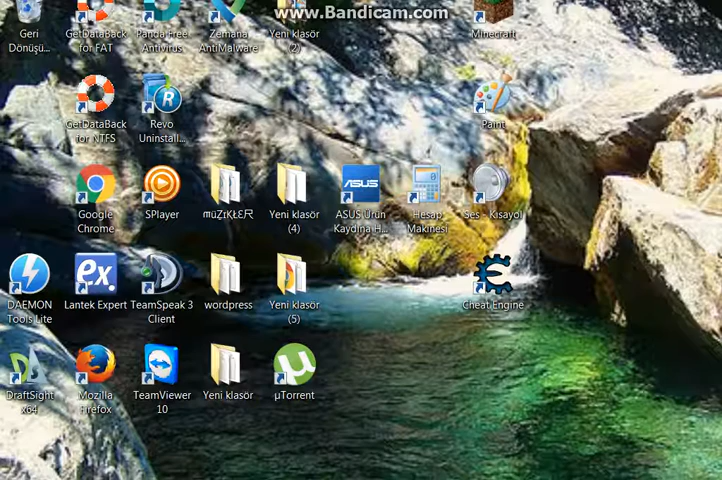 www.Bandicam.com
Geri
Dönüşü...
GetDataBack
for FAT
Panda Free
Antivirus
Zemana
AntiMalware
Yeni klasör
(2)
Minecraft
GetDataBack
for NTFS
Revo
Uninstall...
Paint
Google
Chrome
SPlayer
Yeni klasör
(4)
ASUS
ASUS Ürün
Kaydına H...
Hesap
Makinesi
Ses - Kısayol
DAEMON
Tools Lite
ex.
Lantek Expert
TeamSpeak 3
Client
wordpress
Yeni klasör
(5)
Cheat Engine
DraftSight
x64
Mozilla
Firefox
TeamViewer
10
Yeni klasör
µTorrent